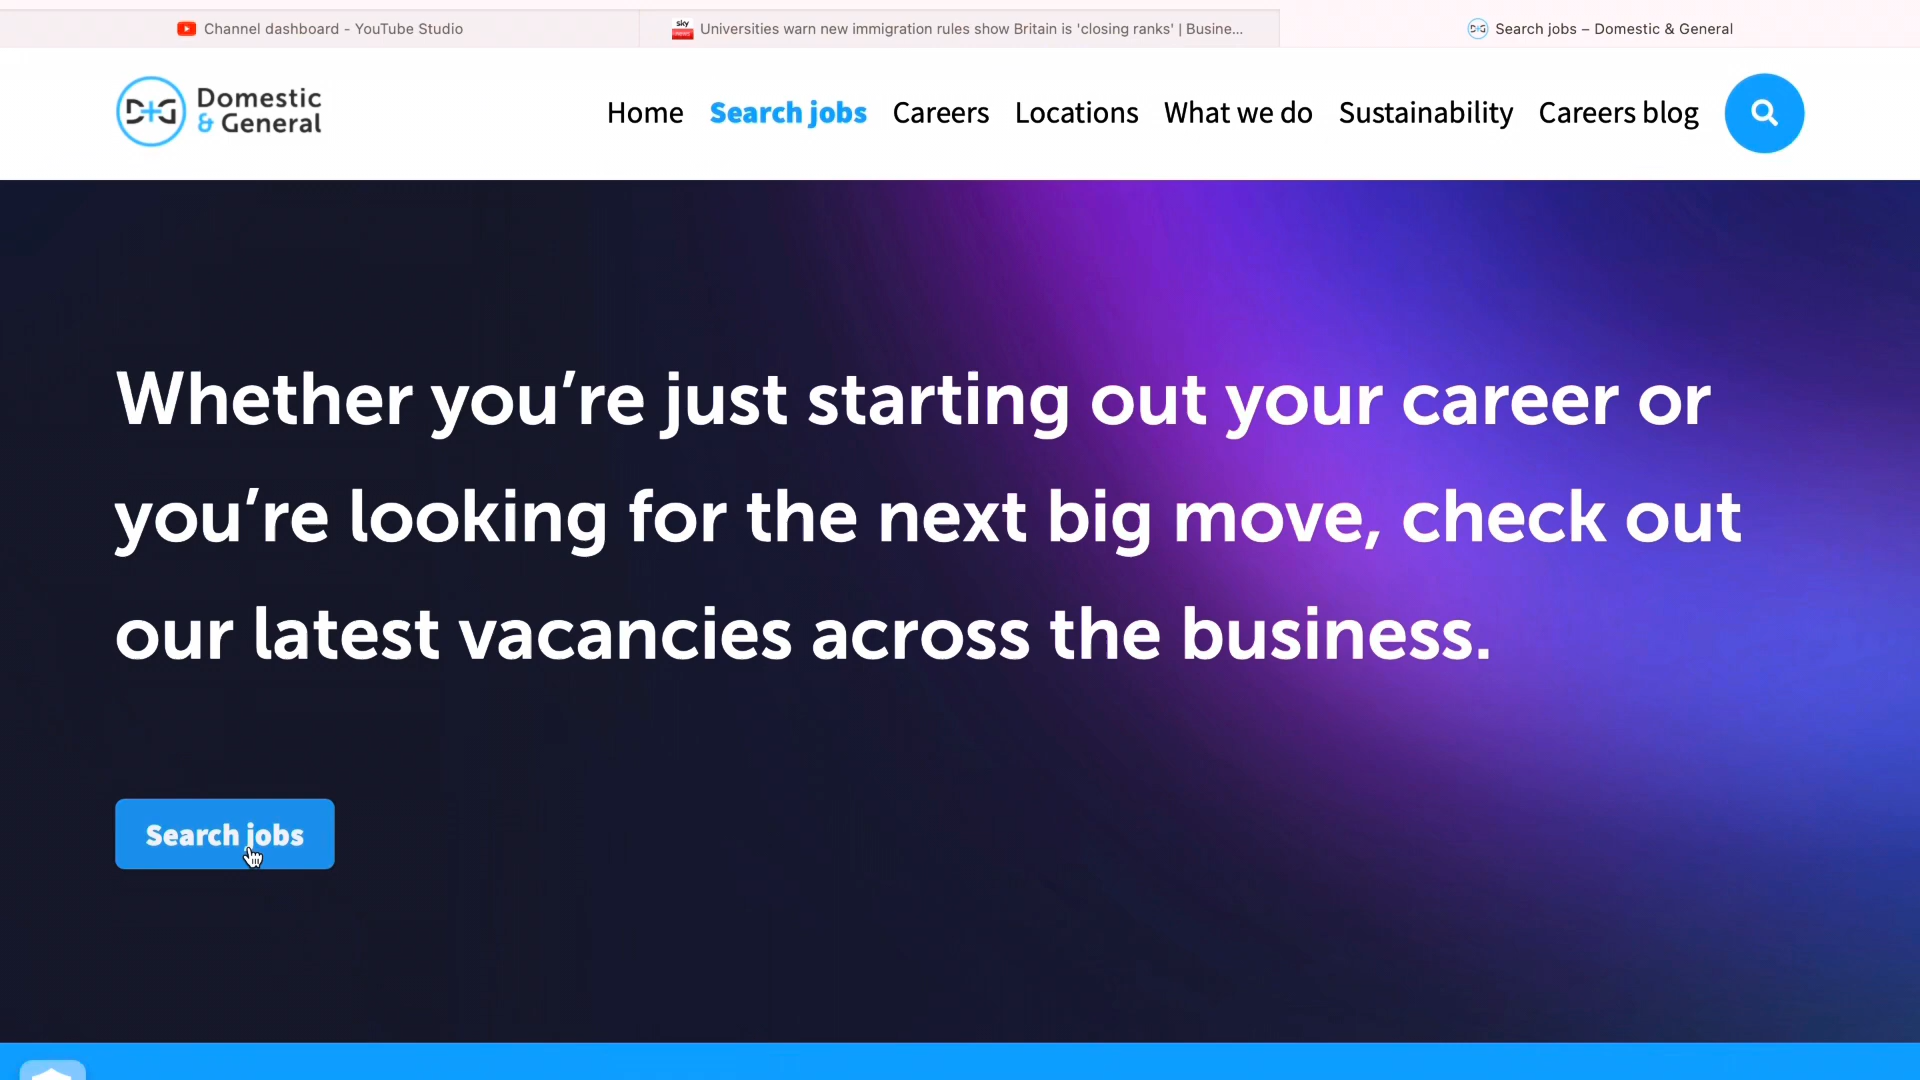 Channel dashboard - YouTube Studio
sky news Universities warn new immigration rules show Britain is 'closing ranks' | Busine...
D+G Search jobs – Domestic & General
D+G Domestic
& General
Home Search jobs Careers Locations What we do Sustainability Careers blog
Whether you’re just starting out your career or
you’re looking for the next big move, check out
our latest vacancies across the business.
Search jobs